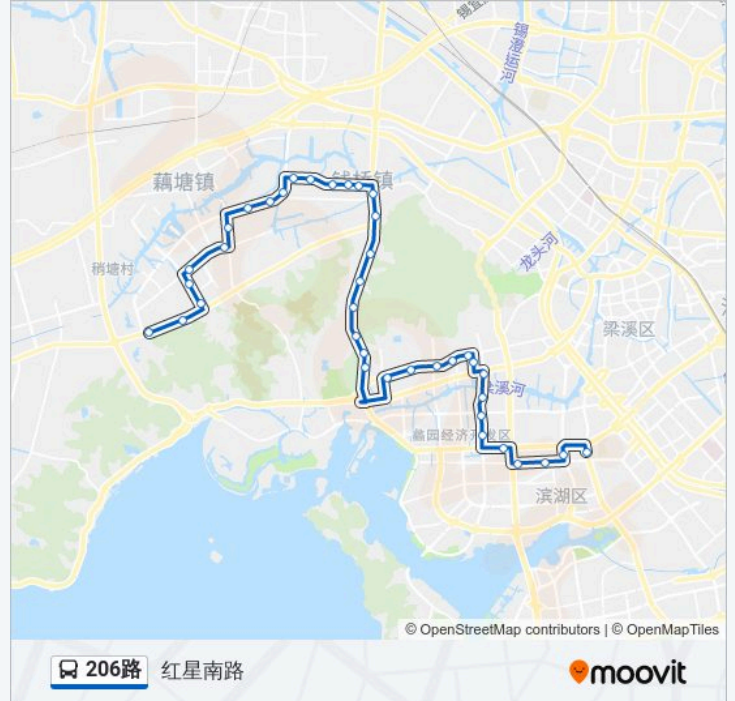 锡澄运河
藕塘镇
钱桥镇
稍塘村
龙头河
梁溪区
梁溪河
蠡园经济开发区
滨湖区
© OpenStreetMap contributors | © OpenMapTiles
206路 红星南路
moovit